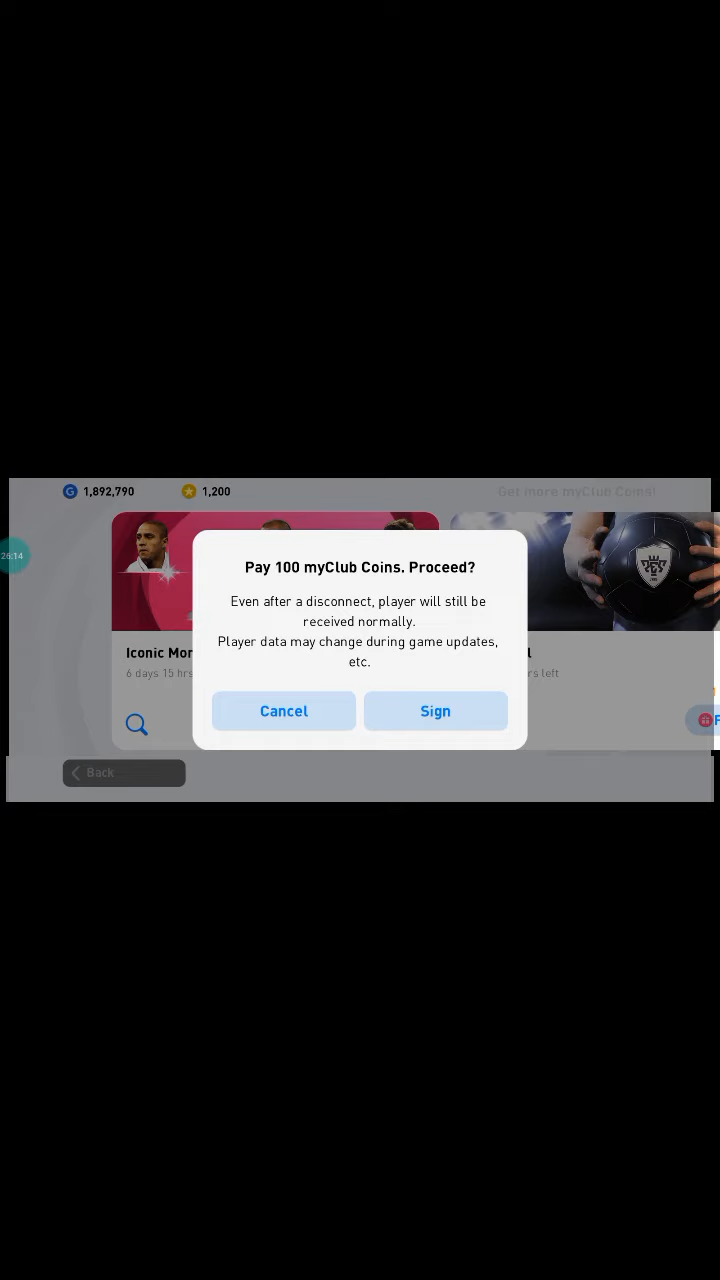 1,892,790 1,200 Get more myClub Coins!
26:14
Pay 100 myClub Coins. Proceed?
Even after a disconnect, player will still be
received normally.
Player data may change during game updates,
etc.
Iconic
6 days 15 hrs
left
Cancel Sign
Back